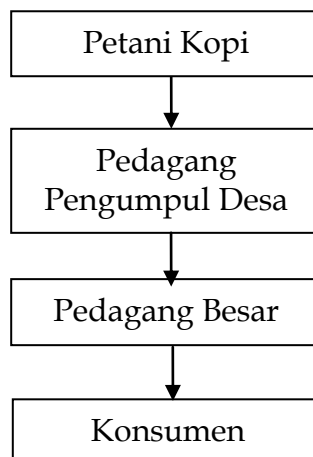 Petani Kopi
Pedagang
Pengumpul Desa
Pedagang Besar
Konsumen